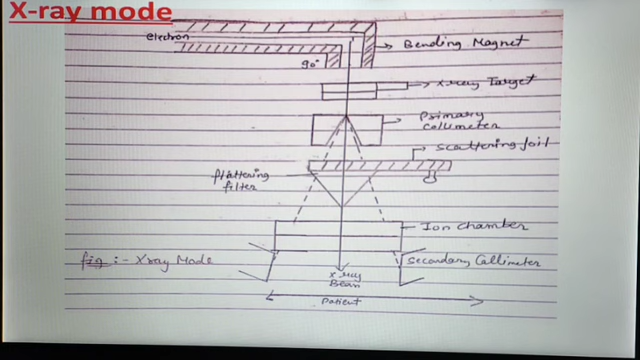 X-ray mode
electron
Bending Magnet
90°
X-ray Target
Primary
Collimeter
Scattering foil
flattering
filter
Ion chamber
fig :- Xray Mode
Secondary Collimeter
X ray
Beam
Patient